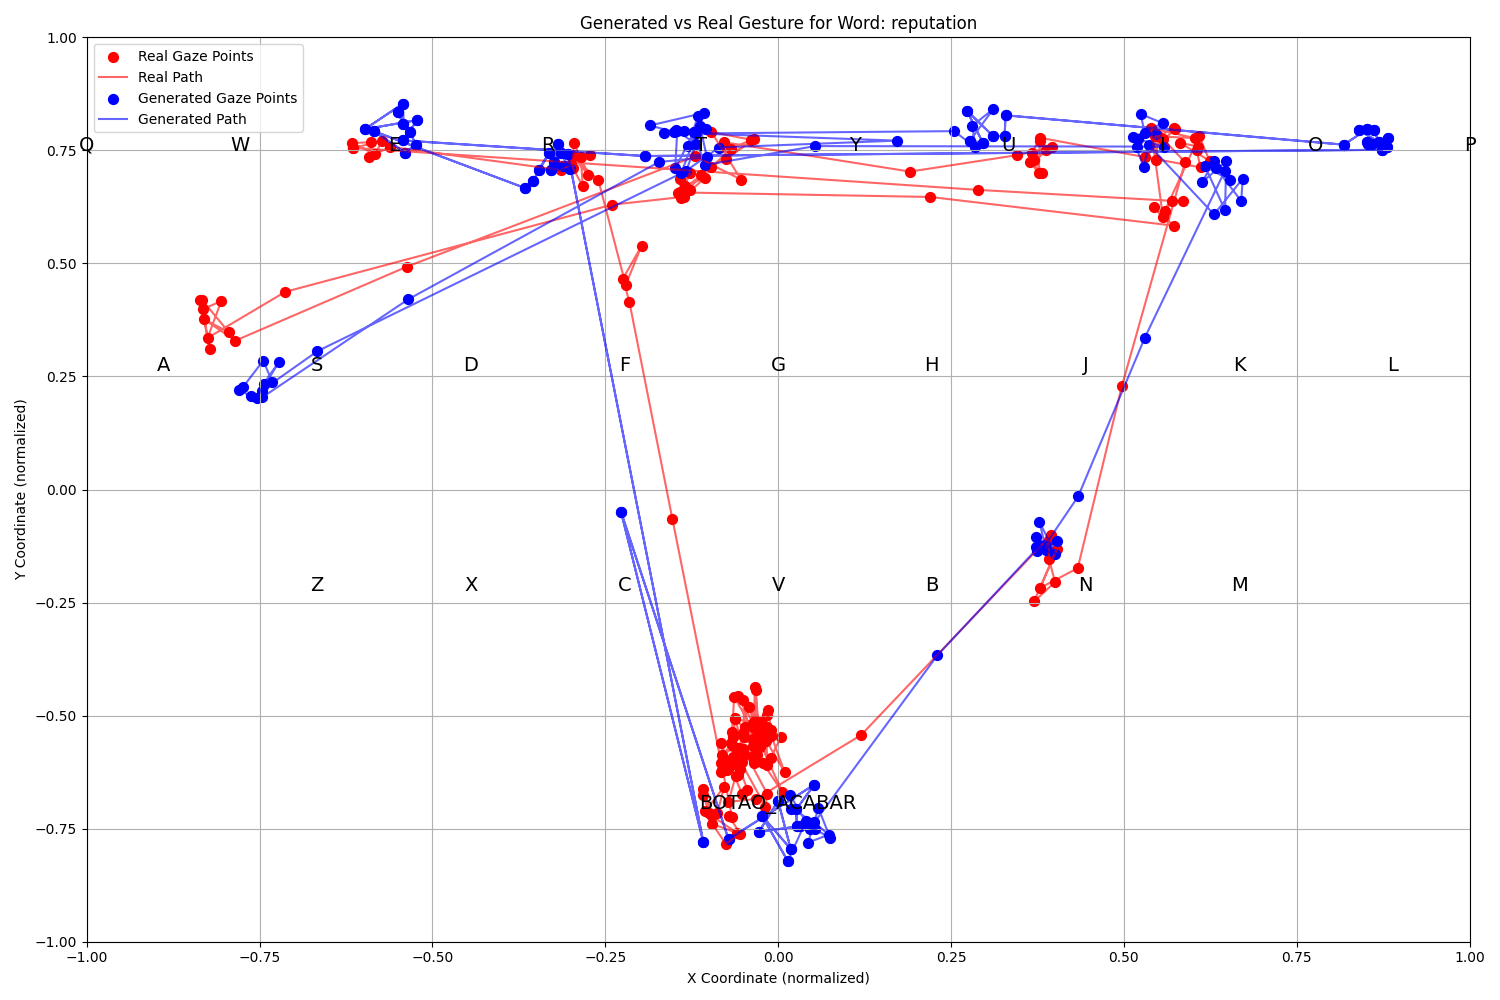 Generated vs Real Gesture for Word: reputation
1.00
Real Gaze Points
Real Path
Generated Gaze Points
Generated Path
Q W E R T Y U I O P
0.75
0.50
A S D F G H J K L
0.25
0.00
Z X C V B N M
−0.25
−0.50
BOTAO_ACABAR
−0.75
−1.00
−1.00 −0.75 −0.50 −0.25 0.00 0.25 0.50 0.75 1.00
X Coordinate (normalized)
Y Coordinate (normalized)